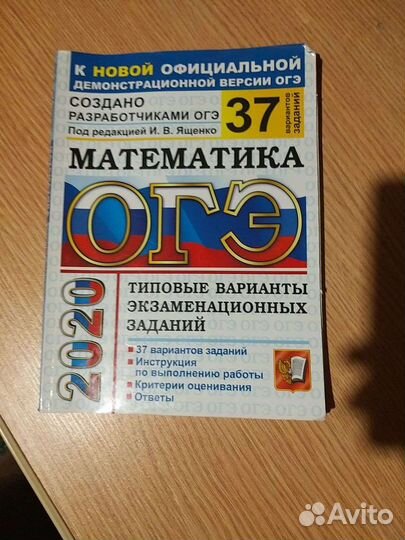 К НОВОЙ ОФИЦИАЛЬНОЙ
ДЕМОНСТРАЦИОННОЙ ВЕРСИИ ОГЭ
СОЗДАНО
РАЗРАБОТЧИКАМИ ОГЭ
Под редакцией И. В. Ященко
37
вариантов
заданий
МАТЕМАТИКА
ОГЭ
2020
ТИПОВЫЕ ВАРИАНТЫ
ЭКЗАМЕНАЦИОННЫХ
ЗАДАНИЙ
37 вариантов заданий
Инструкция
по выполнению работы
Критерии оценивания
Ответы
Avito